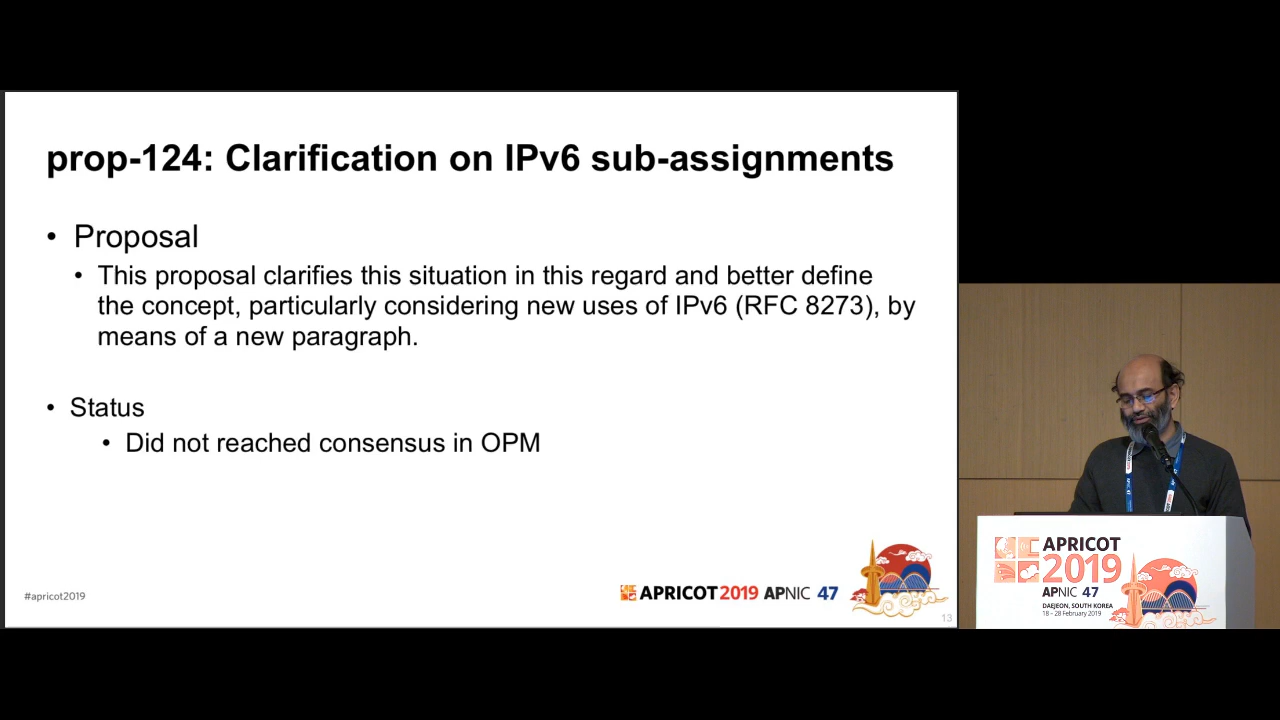 prop-124: Clarification on IPv6 sub-assignments
• Proposal
• This proposal clarifies this situation in this regard and better define
the concept, particularly considering new uses of IPv6 (RFC 8273), by
means of a new paragraph.
• Status
• Did not reached consensus in OPM
#apricot2019
APRICOT 2019 APNIC 47
13
APRICOT
2019
APNIC 47
DAEJEON, SOUTH KOREA
18 – 28 February 2019
APNIC 47